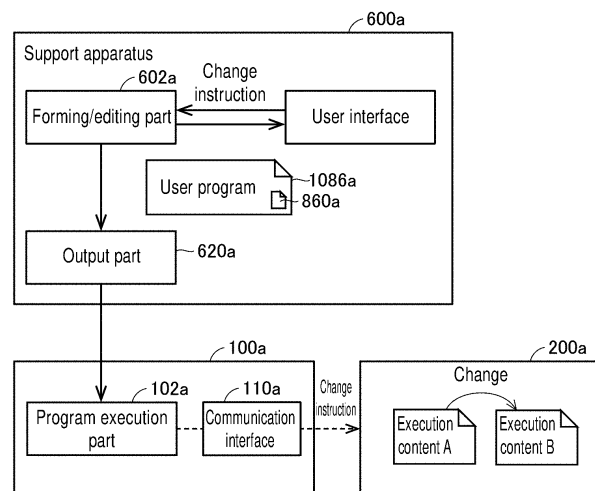 600a
Support apparatus
602a
Change
instruction
Forming/editing part
User interface
User program
1086a
860a
Output part
620a
100a
200a
102a
110a
Change
instruction
Change
Program execution
part
Communication
interface
Execution
content A
Execution
content B